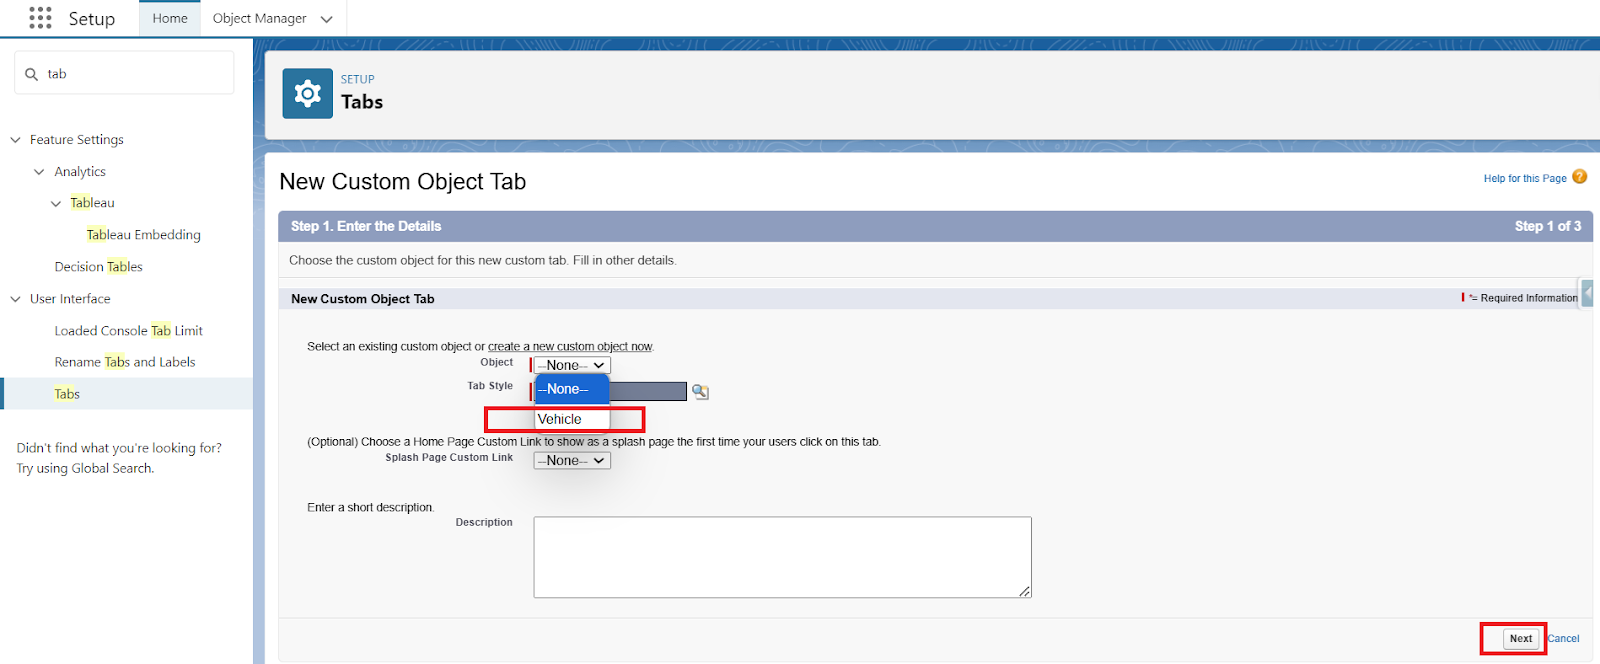 Setup
Home
Object Manager
tab
Feature Settings
Analytics
Tableau
Tableau Embedding
Decision Tables
User Interface
Loaded Console Tab Limit
Rename Tabs and Labels
Tabs
Didn't find what you're looking for?
Try using Global Search.
SETUP
Tabs
New Custom Object Tab
Help for this Page ?
Step 1. Enter the Details
Step 1 of 3
Choose the custom object for this new custom tab. Fill in other details.
New Custom Object Tab
*= Required Information
Select an existing custom object or create a new custom object now.
Object
--None--
Tab Style
--None--
Vehicle
(Optional) Choose a Home Page Custom Link to show as a splash page the first time your users click on this tab.
Splash Page Custom Link
--None--
Enter a short description.
Description
Next
Cancel